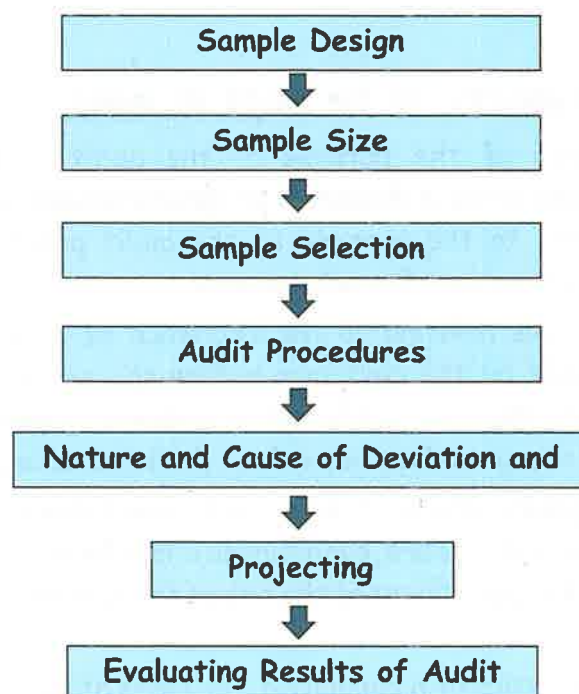 Sample Design
Sample Size
Sample Selection
Audit Procedures
Nature and Cause of Deviation and
Projecting
Evaluating Results of Audit